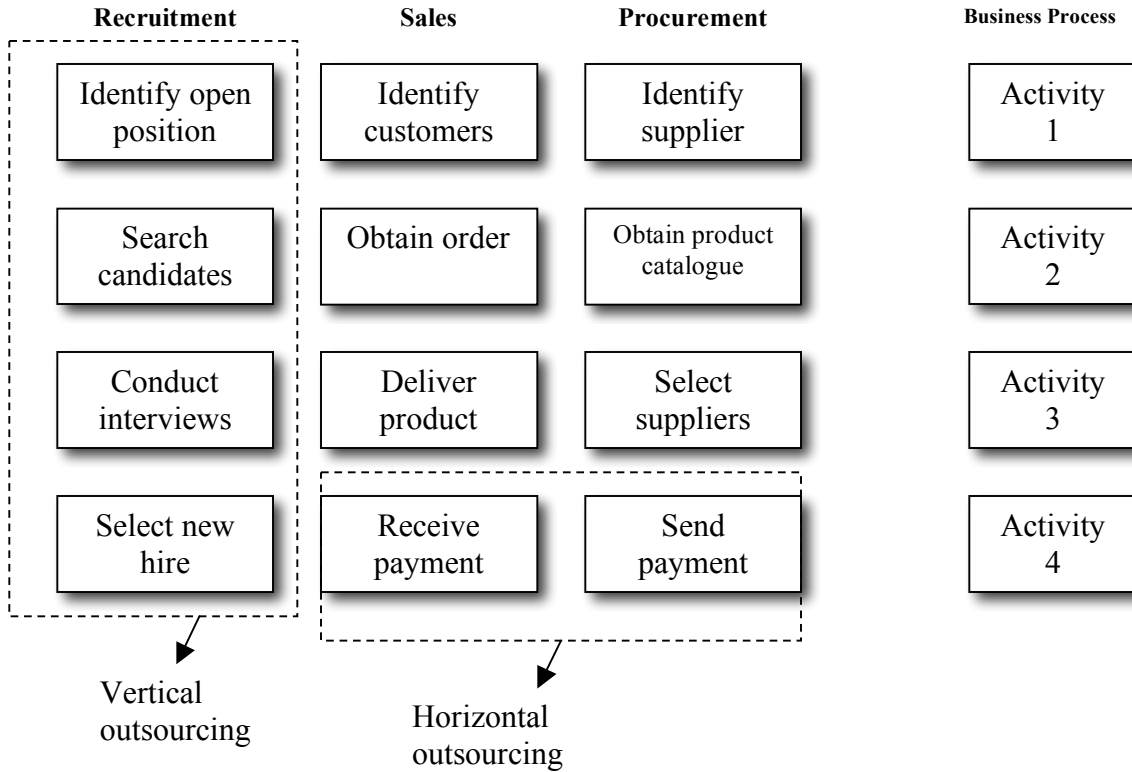 Recruitment
Sales
Procurement
Business Process
Identify open
position
Identify
customers
Identify
supplier
Activity
1
Search
candidates
Obtain order
Obtain product
catalogue
Activity
2
Conduct
interviews
Deliver
product
Select
suppliers
Activity
3
Select new
hire
Receive
payment
Send
payment
Activity
4
Vertical
outsourcing
Horizontal
outsourcing